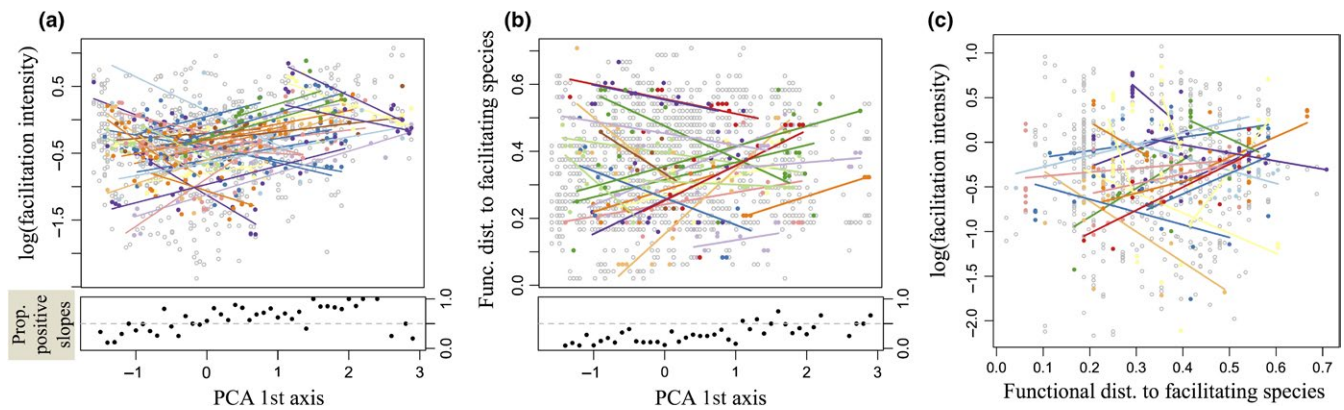 (a)
log(facilitation intensity)
0.5
−0.5
−1.5
Prop.
positive
slopes
1.0
0.0
−1 0 1 2 3
PCA 1st axis
(b)
Func. dist. to facilitating species
0.6
0.4
0.2
0.0
1.0
0.0
−1 0 1 2 3
PCA 1st axis
(c)
log(facilitation intensity)
1.0
0.5
0.0
−0.5
−1.0
−1.5
−2.0
0.0 0.1 0.2 0.3 0.4 0.5 0.6 0.7
Functional dist. to facilitating species